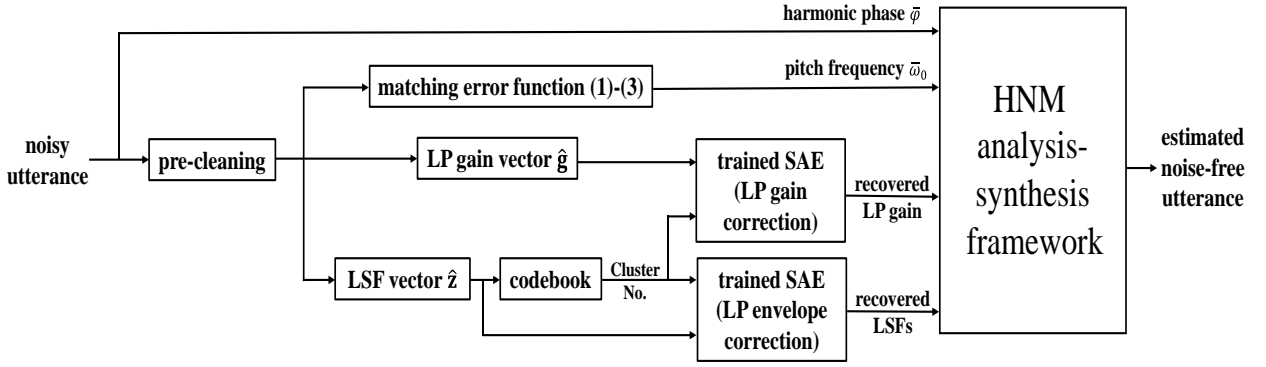 harmonic phase φ̄
pitch frequency ω̄₀
matching error function (1)-(3)
noisy
utterance
pre-cleaning
LP gain vector ĝ
trained SAE
(LP gain
correction)
recovered
LP gain
LSF vector ẑ
codebook
Cluster
No.
trained SAE
(LP envelope
correction)
recovered
LSFs
HNM
analysis-
synthesis
framework
estimated
noise-free
utterance